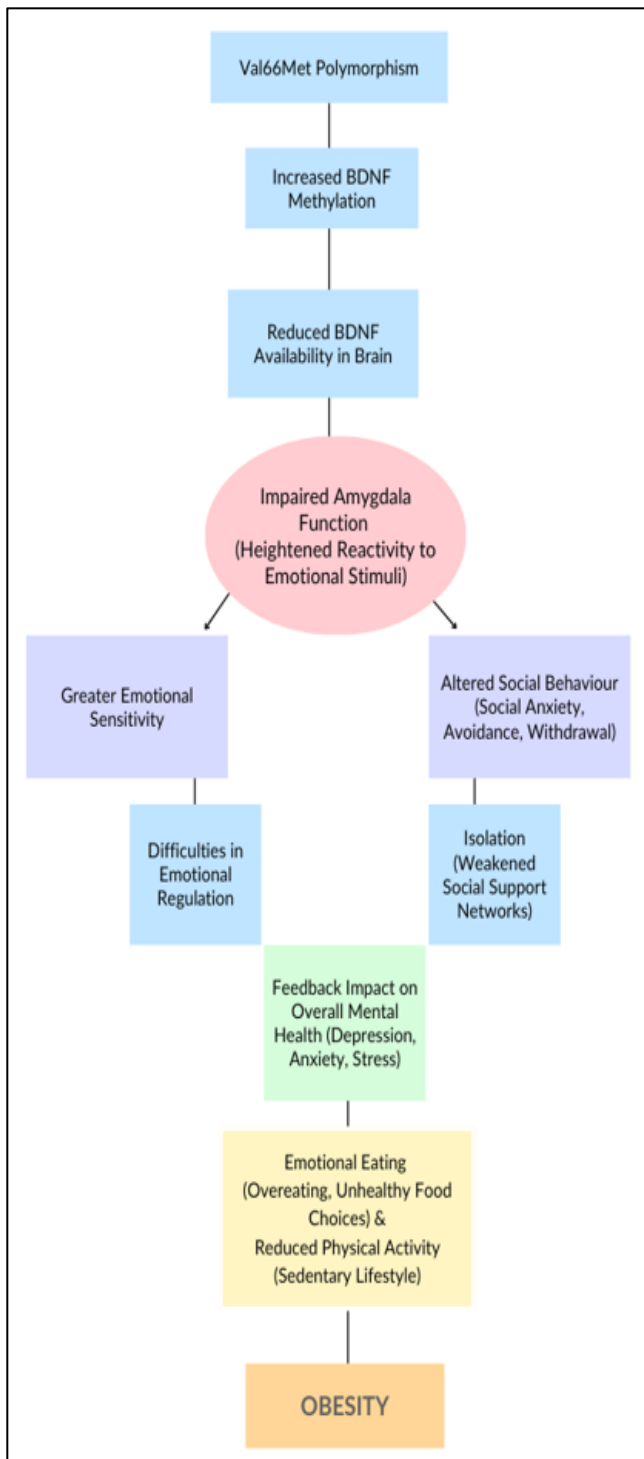 Val66Met Polymorphism
Increased BDNF
Methylation
Reduced BDNF
Availability in Brain
Impaired Amygdala
Function
(Heightened Reactivity to
Emotional Stimuli)
Greater Emotional
Sensitivity
Altered Social Behaviour
(Social Anxiety,
Avoidance, Withdrawal)
Difficulties in
Emotional
Regulation
Isolation
(Weakened
Social Support
Networks)
Feedback Impact on
Overall Mental
Health (Depression,
Anxiety, Stress)
Emotional Eating
(Overeating, Unhealthy Food
Choices) &
Reduced Physical Activity
(Sedentary Lifestyle)
OBESITY